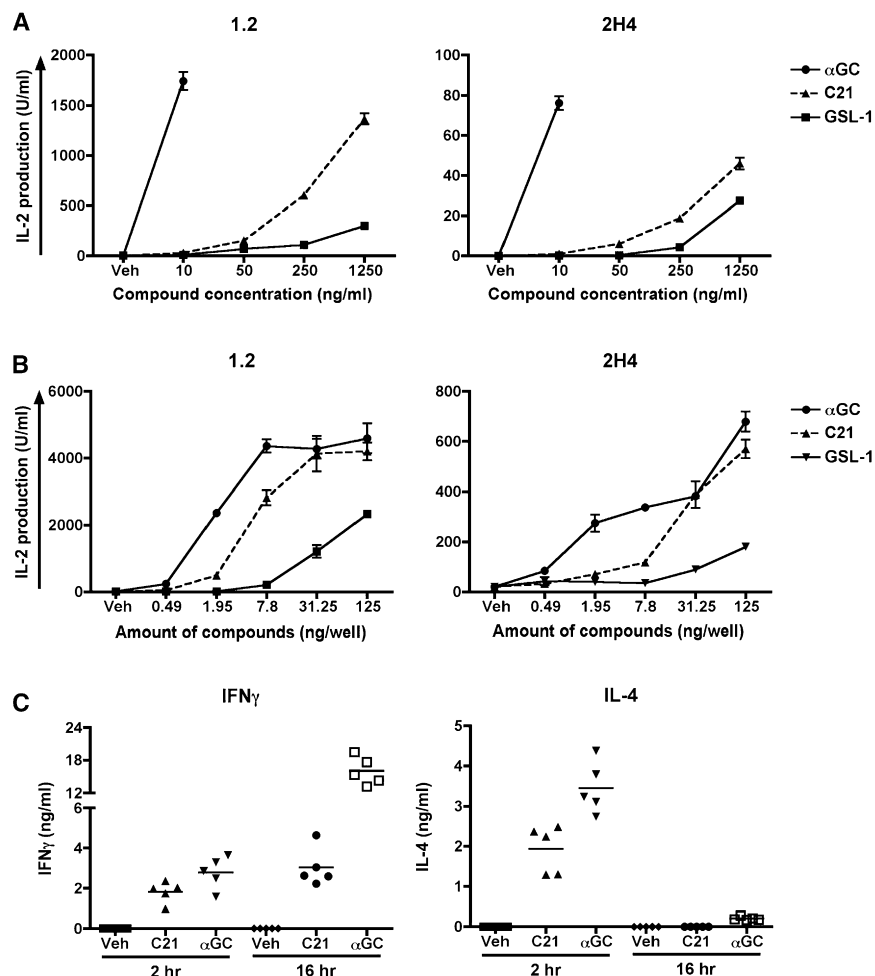 A
1.2
2H4
IL-2 production (U/ml)
2000
1500
1000
500
0
Veh 10 50 250 1250
Compound concentration (ng/ml)
100
80
60
40
20
0
Veh 10 50 250 1250
Compound concentration (ng/ml)
αGC
C21
GSL-1
B
1.2
2H4
IL-2 production (U/ml)
6000
4000
2000
0
Veh 0.49 1.95 7.8 31.25 125
Amount of compounds (ng/well)
800
600
400
200
0
Veh 0.49 1.95 7.8 31.25 125
Amount of compounds (ng/well)
αGC
C21
GSL-1
C
IFNγ
IL-4
IFNγ (ng/ml)
24
18
12
6
4
2
0
Veh C21 αGC Veh C21 αGC
2 hr 16 hr
IL-4 (ng/ml)
5
4
3
2
1
0
Veh C21 αGC Veh C21 αGC
2 hr 16 hr